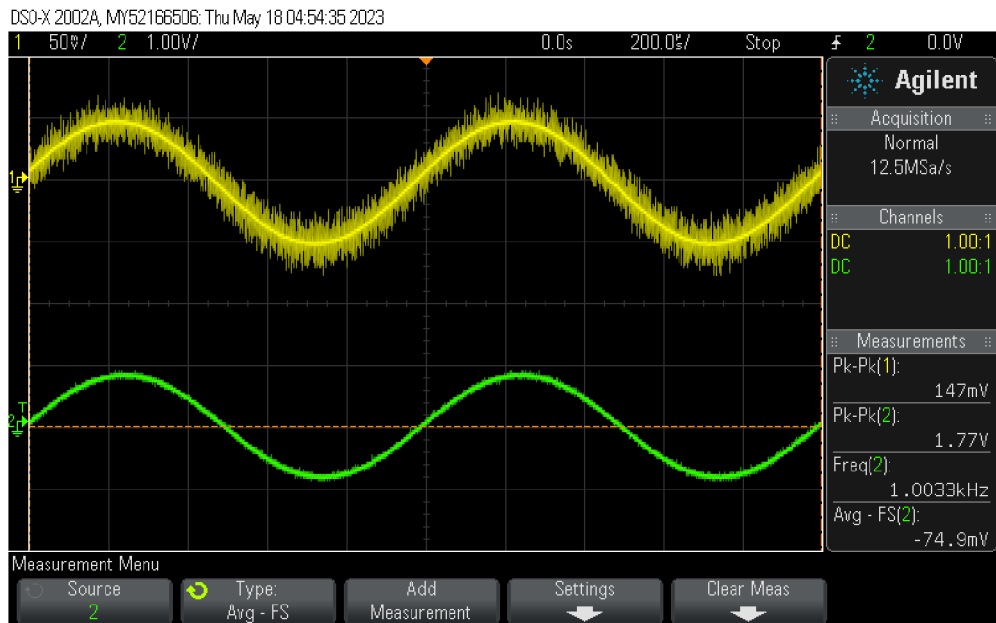 DSO-X 2002A, MY52166506: Thu May 18 04:54:35 2023
1 50mV/ 2 1.00V/ 0.0s 200.0us/ Stop 2 0.0V
Agilent
Acquisition
Normal
12.5MSa/s
Channels
DC 1.00:1
DC 1.00:1
Measurements
Pk-Pk(1):
147mV
Pk-Pk(2):
1.77V
Freq(2):
1.0033kHz
Avg - FS(2):
-74.9mV
1
T
2
Measurement Menu
Source
2
Type:
Avg - FS
Add
Measurement
Settings
Clear Meas